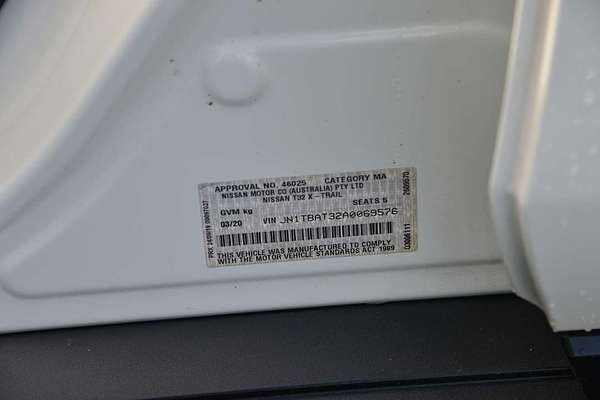 APPROVAL NO. 46025 CATEGORY MA
NISSAN MOTOR CO (AUSTRALIA) PTY LTD
NISSAN T32 X-TRAIL
GVM kg SEATS 5
03/20 VIN JN1TBAT32A0069576
THIS VEHICLE WAS MANUFACTURED TO COMPLY
WITH THE MOTOR VEHICLE STANDARDS ACT 1989